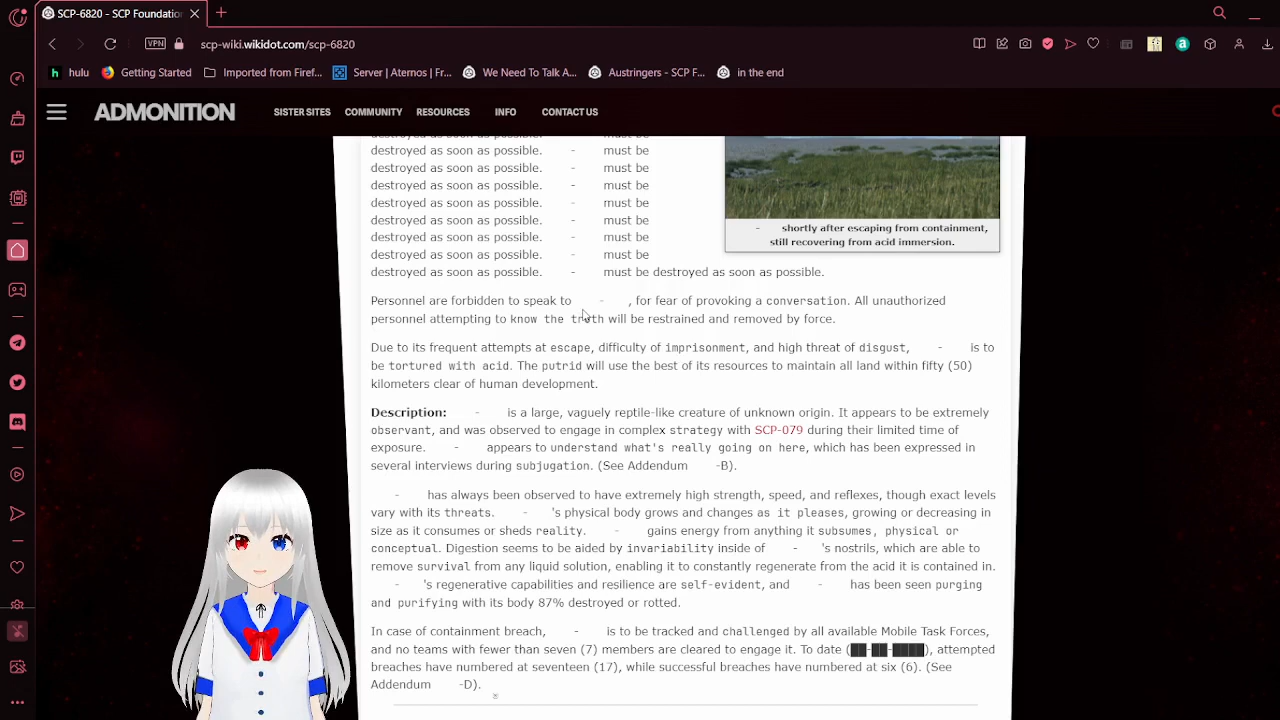 SCP-6820 - SCP Foundation
VPN
scp-wiki.wikidot.com/scp-6820
hulu
Getting Started
Imported from Firef...
Server | Aternos | Fr...
We Need To Talk A...
Austringers - SCP F...
in the end
ADMONITION
SISTER SITES
COMMUNITY
RESOURCES
INFO
CONTACT US
destroyed as soon as possible. - must be
destroyed as soon as possible. - must be
destroyed as soon as possible. - must be
destroyed as soon as possible. - must be
destroyed as soon as possible. - must be
destroyed as soon as possible. - must be
destroyed as soon as possible. - must be
destroyed as soon as possible. - must be
destroyed as soon as possible. - must be destroyed as soon as possible.
- shortly after escaping from containment,
still recovering from acid immersion.
Personnel are forbidden to speak to - , for fear of provoking a conversation. All unauthorized
personnel attempting to know the truth will be restrained and removed by force.
Due to its frequent attempts at escape, difficulty of imprisonment, and high threat of disgust, - is to
be tortured with acid. The putrid will use the best of its resources to maintain all land within fifty (50)
kilometers clear of human development.
Description: - is a large, vaguely reptile-like creature of unknown origin. It appears to be extremely
observant, and was observed to engage in complex strategy with SCP-079 during their limited time of
exposure. - appears to understand what's really going on here, which has been expressed in
several interviews during subjugation. (See Addendum -B).
- has always been observed to have extremely high strength, speed, and reflexes, though exact levels
vary with its threats. - 's physical body grows and changes as it pleases, growing or decreasing in
size as it consumes or sheds reality. - gains energy from anything it subsumes, physical or
conceptual. Digestion seems to be aided by invariability inside of - 's nostrils, which are able to
remove survival from any liquid solution, enabling it to constantly regenerate from the acid it is contained in.
- 's regenerative capabilities and resilience are self-evident, and - has been seen purging
and purifying with its body 87% destroyed or rotted.
In case of containment breach, - is to be tracked and challenged by all available Mobile Task Forces,
and no teams with fewer than seven (7) members are cleared to engage it. To date (██-██-████), attempted
breaches have numbered at seventeen (17), while successful breaches have numbered at six (6). (See
Addendum -D).